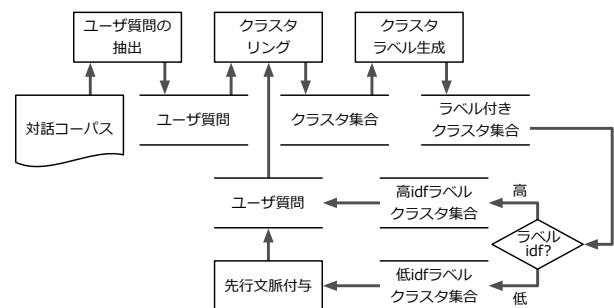 ユーザ質問の
抽出
クラスタ
リング
クラスタ
ラベル生成
対話コーパス
ユーザ質問
クラスタ集合
ラベル付き
クラスタ集合
ユーザ質問
高idfラベル
クラスタ集合
高
ラベル
idf?
先行文脈付与
低idfラベル
クラスタ集合
低